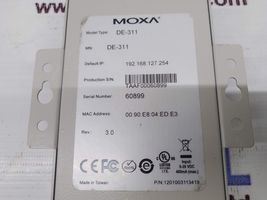 MOXA
Model Type DE-311
MN DE-311
Default IP: 192.168.127.254
Production S/N:
TAAF00060899
Serial Number:
60899
MAC Address
00:90:E8:04:ED:E3
Rev : 3.0
Made in Taiwan
P/N:1201003113419